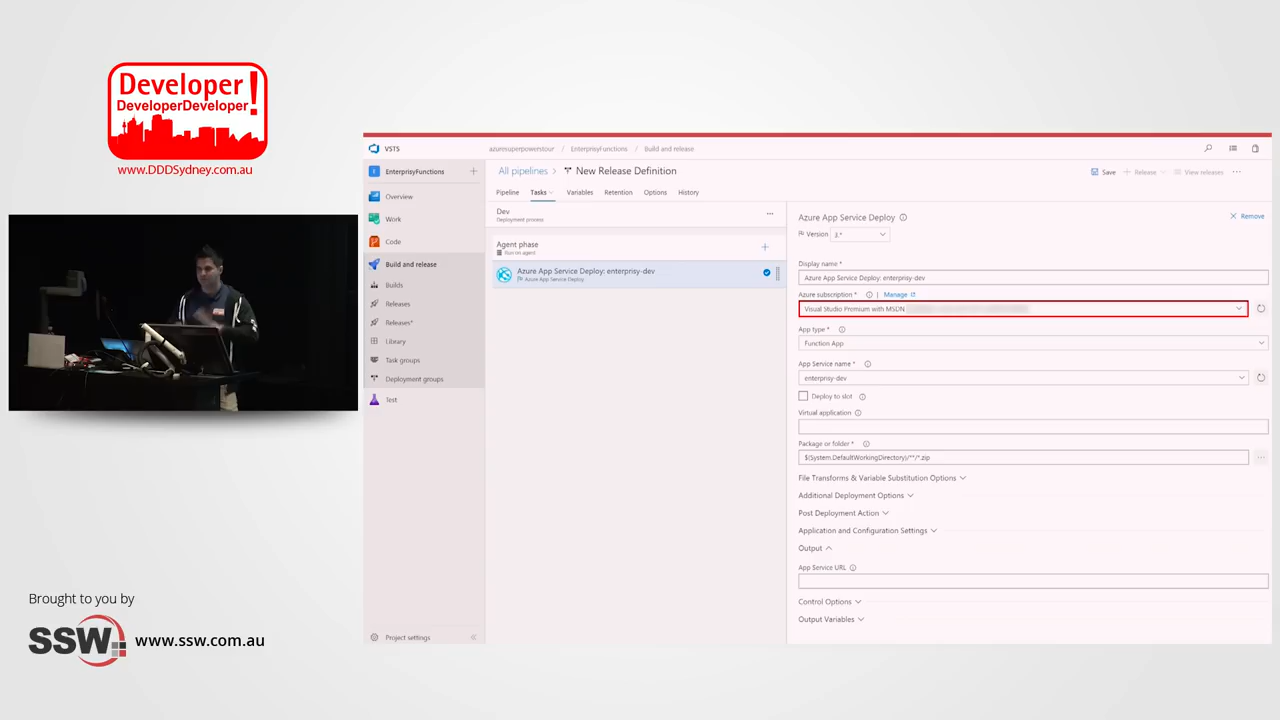 Developer
DeveloperDeveloper!
www.DDDSydney.com.au
Brought to you by
SSW
www.ssw.com.au
VSTS
azuresuperpowerstour / EnterprisyFunctions / Build and release
E EnterprisyFunctions +
Overview
Work
Code
Build and release
Builds
Releases
Releases*
Library
Task groups
Deployment groups
Test
Project settings
All pipelines > New Release Definition
Save + Release View releases ...
Pipeline Tasks Variables Retention Options History
Dev
Deployment process
Agent phase
Run on agent
Azure App Service Deploy: enterprisy-dev
Azure App Service Deploy
Azure App Service Deploy
Remove
Version 3.*
Display name *
Azure App Service Deploy: enterprisy-dev
Azure subscription * | Manage
Visual Studio Premium with MSDN
App type *
Function App
App Service name *
enterprisy-dev
Deploy to slot
Virtual application
Package or folder *
$(System.DefaultWorkingDirectory)/**/*.zip
File Transforms & Variable Substitution Options
Additional Deployment Options
Post Deployment Action
Application and Configuration Settings
Output
App Service URL
Control Options
Output Variables